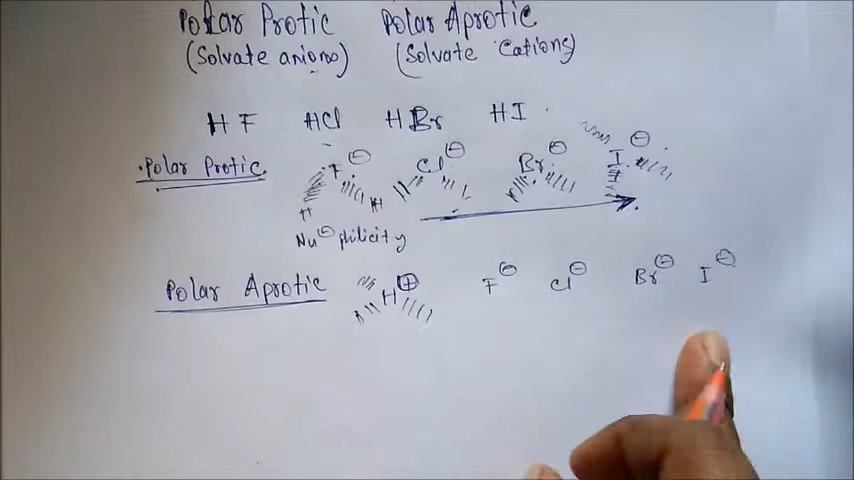 Polar Protic Polar Aprotic
(Solvate anions) (Solvate Cations)
HF HCl HBr HI
Polar Protic F⊖ Cl⊖ Br⊖ I⊖
H H H
Nu⊖philicity
Polar Aprotic H⊕ F⊖ Cl⊖ Br⊖ I⊖